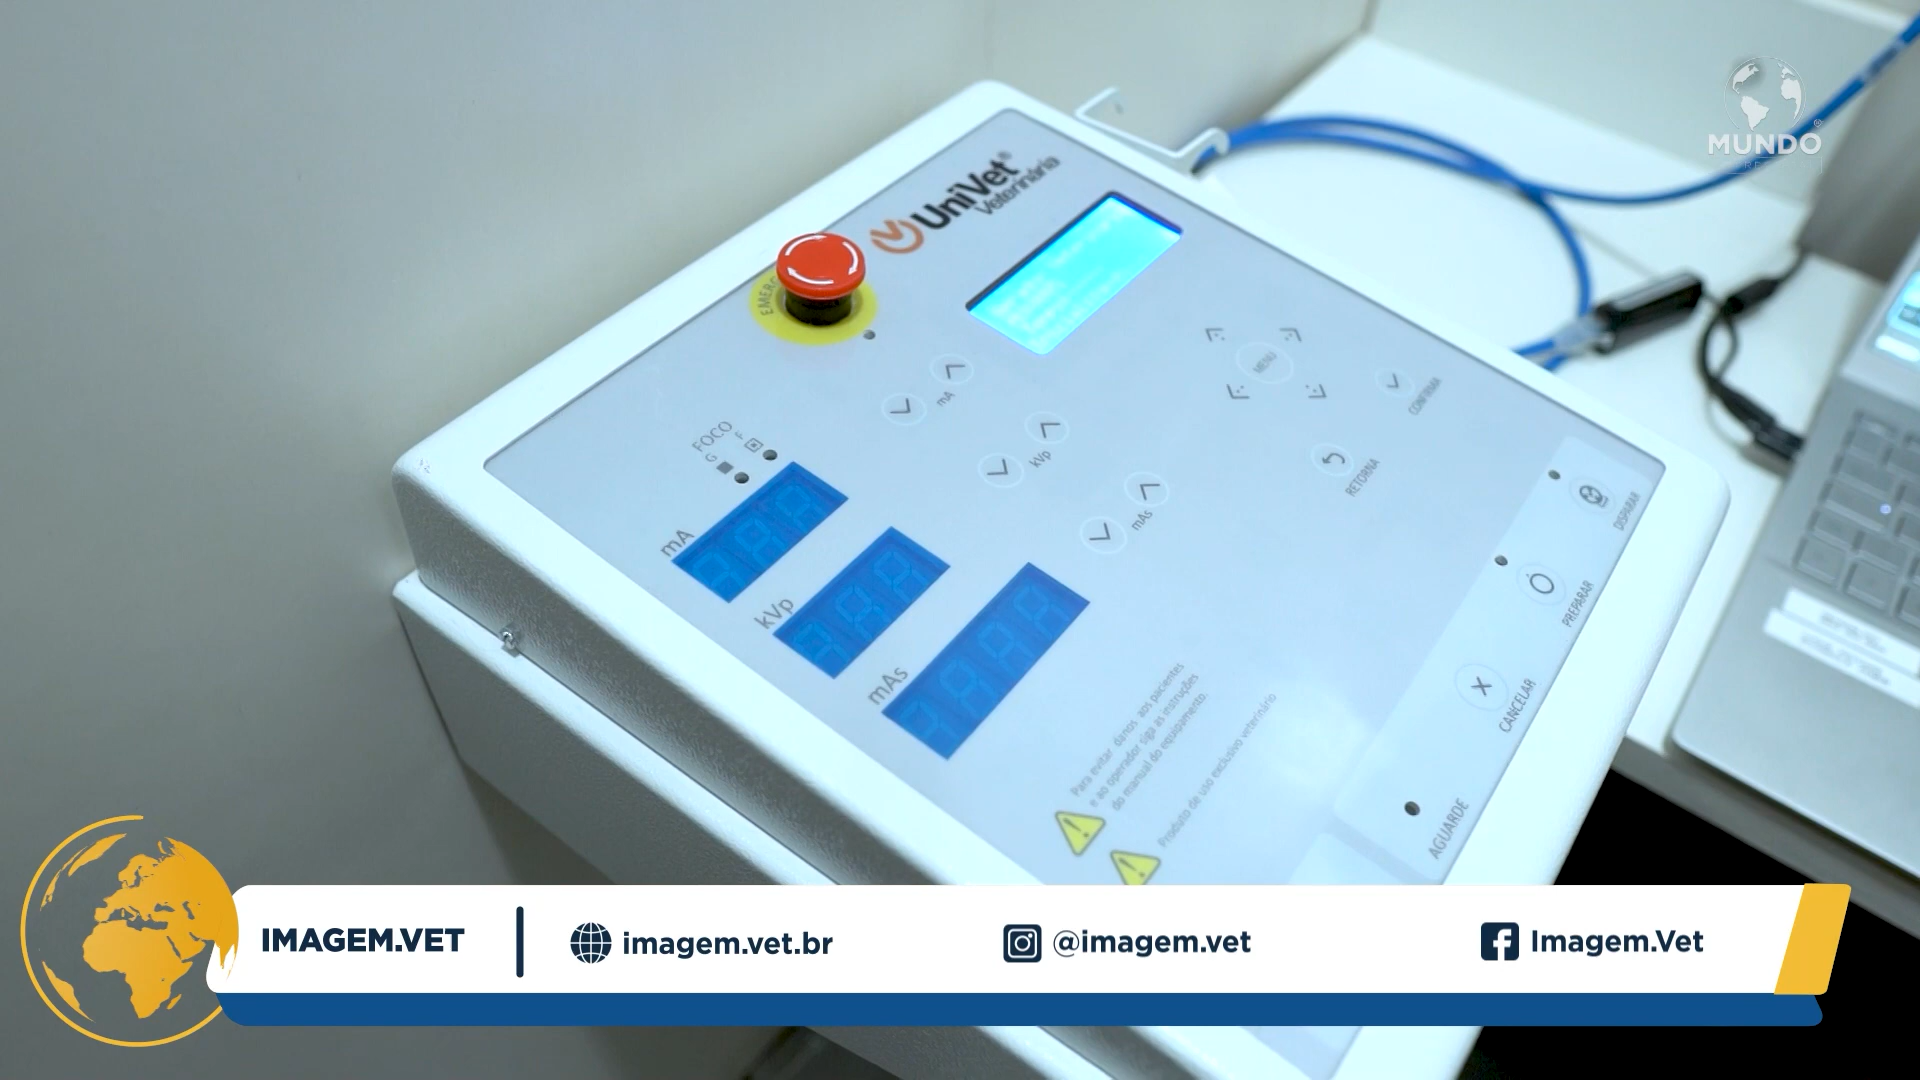 MUNDO
UniVet®
Veterinária
EMERG
mA
kVp
mAs
MENU
CONFIRMAR
RETORNA
FOCO
G
F
mA
kVp
mAs
DISPARAR
PREPARAR
CANCELAR
AGUARDE
Para evitar danos aos pacientes
e ao operador siga as instruções
do manual do equipamento.
Produto de uso exclusivo veterinário
IMAGEM.VET
imagem.vet.br
@imagem.vet
Imagem.Vet